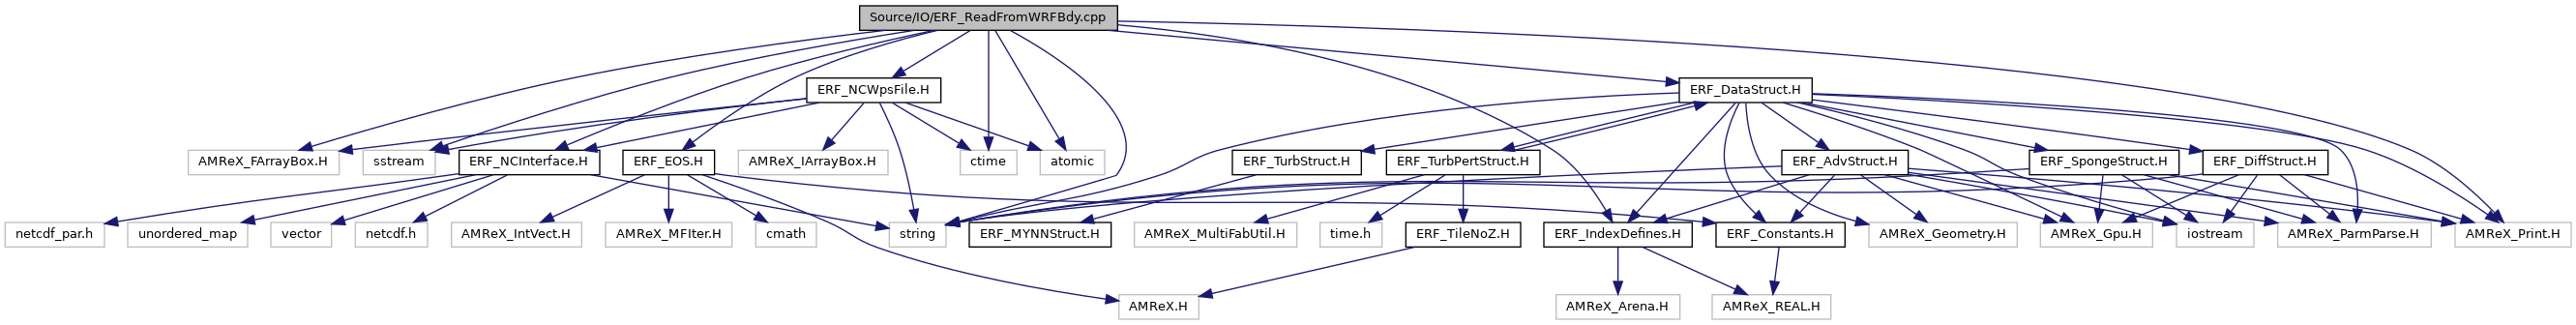 Source/IO/ERF_ReadFromWRFBdy.cpp
ERF_NCWpsFile.H
ERF_DataStruct.H
AMReX_FArrayBox.H
sstream
ERF_NCInterface.H
ERF_EOS.H
AMReX_IArrayBox.H
ctime
atomic
ERF_TurbStruct.H
ERF_TurbPertStruct.H
ERF_AdvStruct.H
ERF_SpongeStruct.H
ERF_DiffStruct.H
netcdf_par.h
unordered_map
vector
netcdf.h
AMReX_IntVect.H
AMReX_MFIter.H
cmath
string
ERF_MYNNStruct.H
AMReX_MultiFabUtil.H
time.h
ERF_TileNoZ.H
ERF_IndexDefines.H
ERF_Constants.H
AMReX_Geometry.H
AMReX_Gpu.H
iostream
AMReX_ParmParse.H
AMReX_Print.H
AMReX.H
AMReX_Arena.H
AMReX_REAL.H